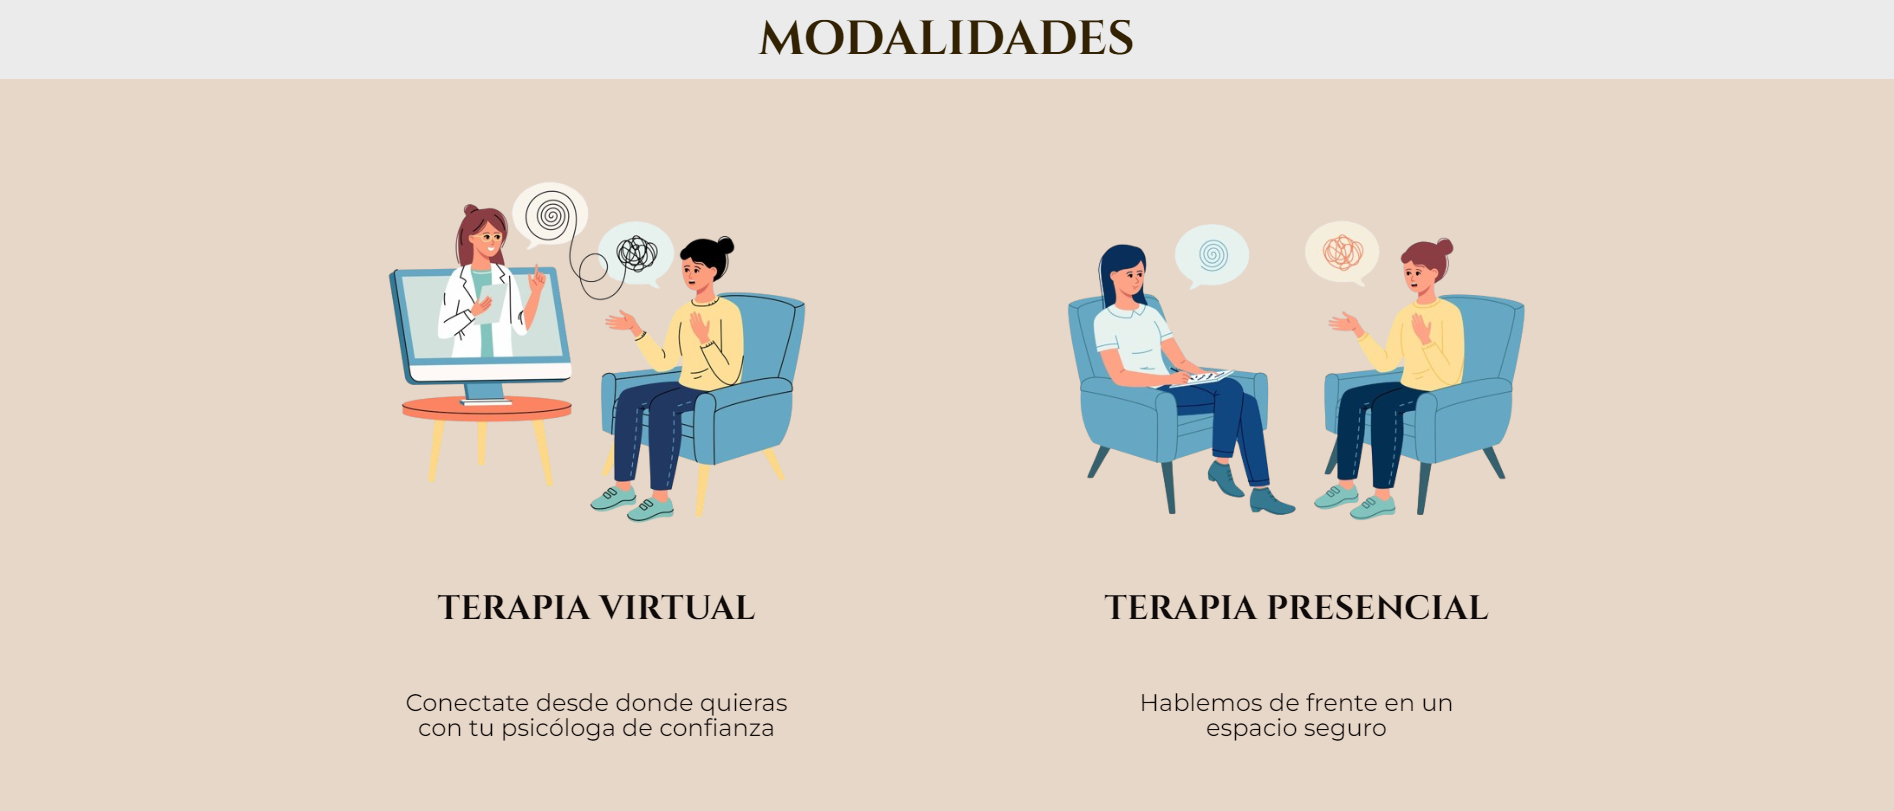 MODALIDADES
TERAPIA VIRTUAL
Conectate desde donde quieras
con tu psicóloga de confianza
TERAPIA PRESENCIAL
Hablemos de frente en un
espacio seguro